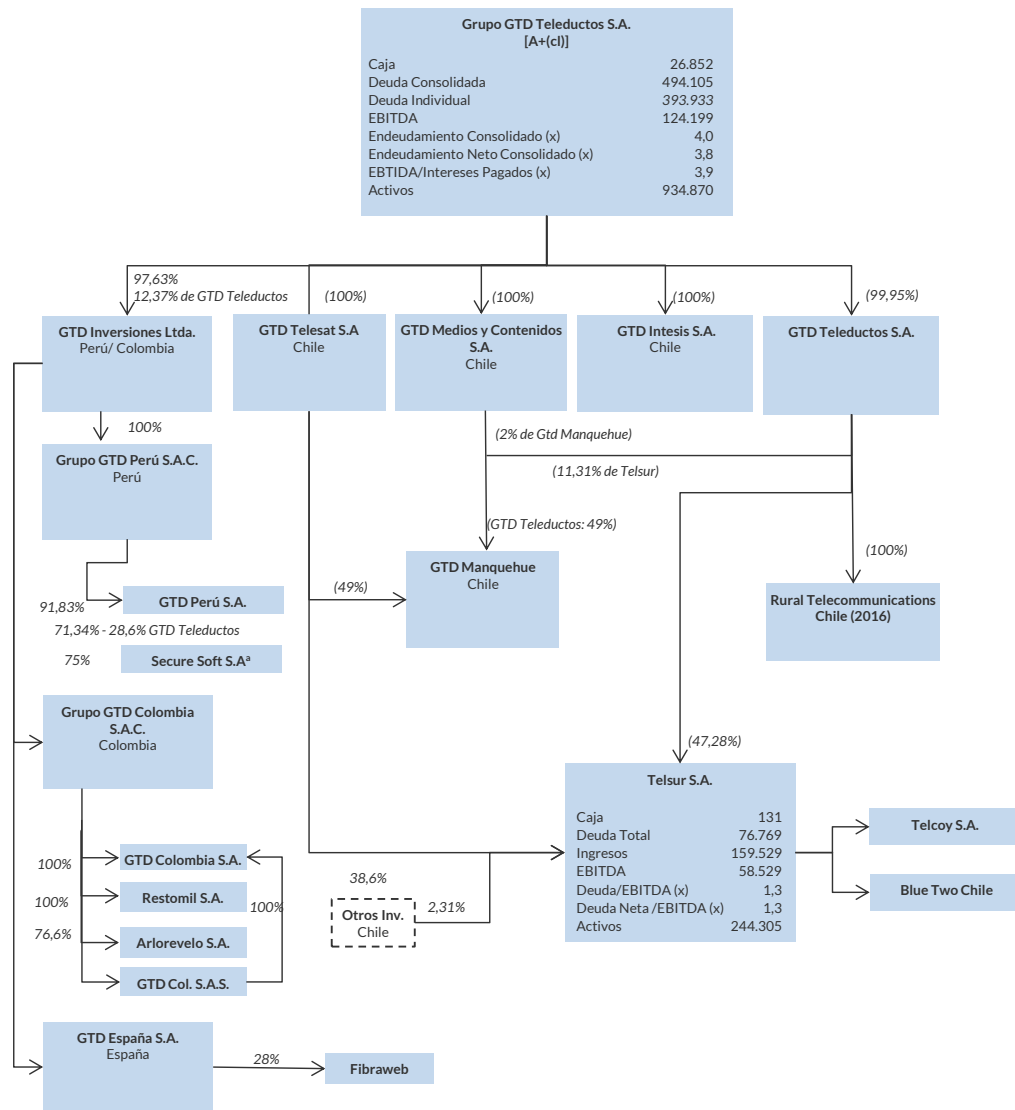 Grupo GTD Teleductos S.A.
[A+(cl)]
Caja 26.852
Deuda Consolidada 494.105
Deuda Individual 393.933
EBITDA 124.199
Endeudamiento Consolidado (x) 4,0
Endeudamiento Neto Consolidado (x) 3,8
EBTIDA/Intereses Pagados (x) 3,9
Activos 934.870
97,63%
12,37% de GTD Teleductos
(100%)
(100%)
(100%)
(99,95%)
GTD Inversiones Ltda.
Perú/ Colombia
GTD Telesat S.A
Chile
GTD Medios y Contenidos
S.A.
Chile
GTD Intesis S.A.
Chile
GTD Teleductos S.A.
100%
(2% de Gtd Manquehue)
(11,31% de Telsur)
Grupo GTD Perú S.A.C.
Perú
(GTD Teleductos: 49%)
(100%)
GTD Manquehue
Chile
(49%)
Rural Telecommunications
Chile (2016)
91,83%
GTD Perú S.A.
71,34% - 28,6% GTD Teleductos
75%
Secure Soft S.Aª
Grupo GTD Colombia
S.A.C.
Colombia
(47,28%)
Telsur S.A.
Caja 131
Deuda Total 76.769
Ingresos 159.529
EBITDA 58.529
Deuda/EBITDA (x) 1,3
Deuda Neta /EBITDA (x) 1,3
Activos 244.305
Telcoy S.A.
Blue Two Chile
100%
GTD Colombia S.A.
100%
Restomil S.A.
100%
76,6%
Arlorevelo S.A.
GTD Col. S.A.S.
38,6%
2,31%
Otros Inv.
Chile
GTD España S.A.
España
28%
Fibraweb